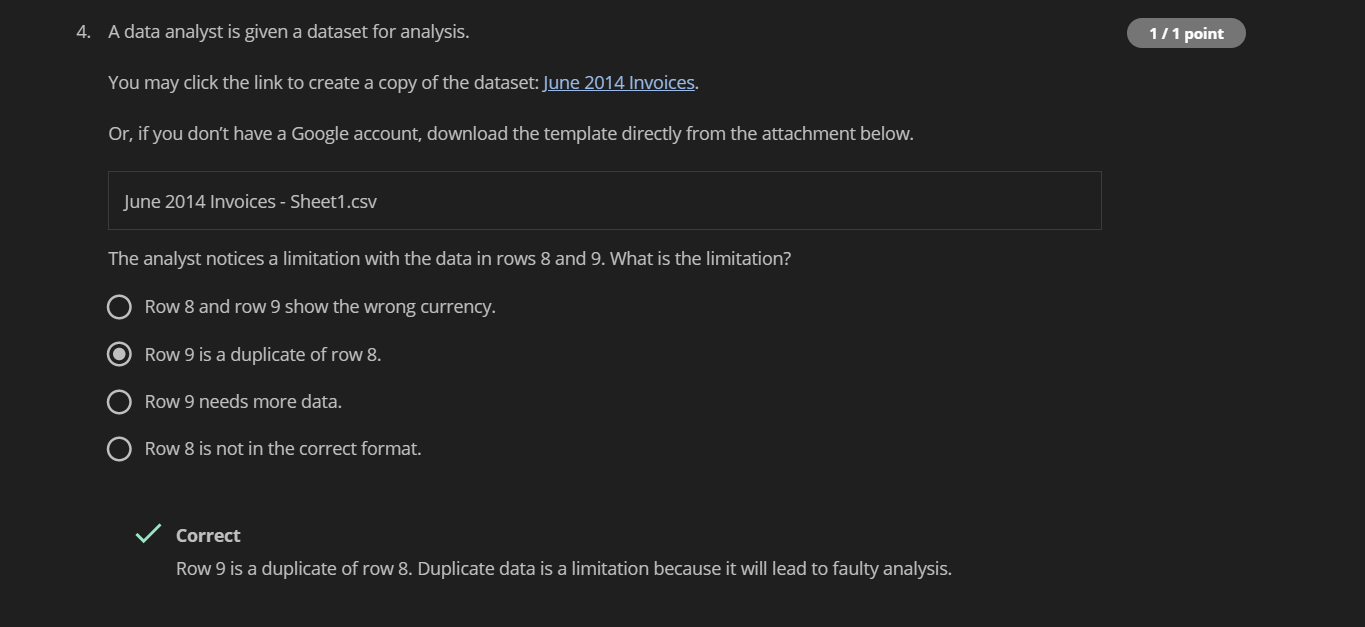 4. A data analyst is given a dataset for analysis.
1 / 1 point
You may click the link to create a copy of the dataset: June 2014 Invoices.
Or, if you don’t have a Google account, download the template directly from the attachment below.
June 2014 Invoices - Sheet1.csv
The analyst notices a limitation with the data in rows 8 and 9. What is the limitation?
Row 8 and row 9 show the wrong currency.
Row 9 is a duplicate of row 8.
Row 9 needs more data.
Row 8 is not in the correct format.
Correct
Row 9 is a duplicate of row 8. Duplicate data is a limitation because it will lead to faulty analysis.